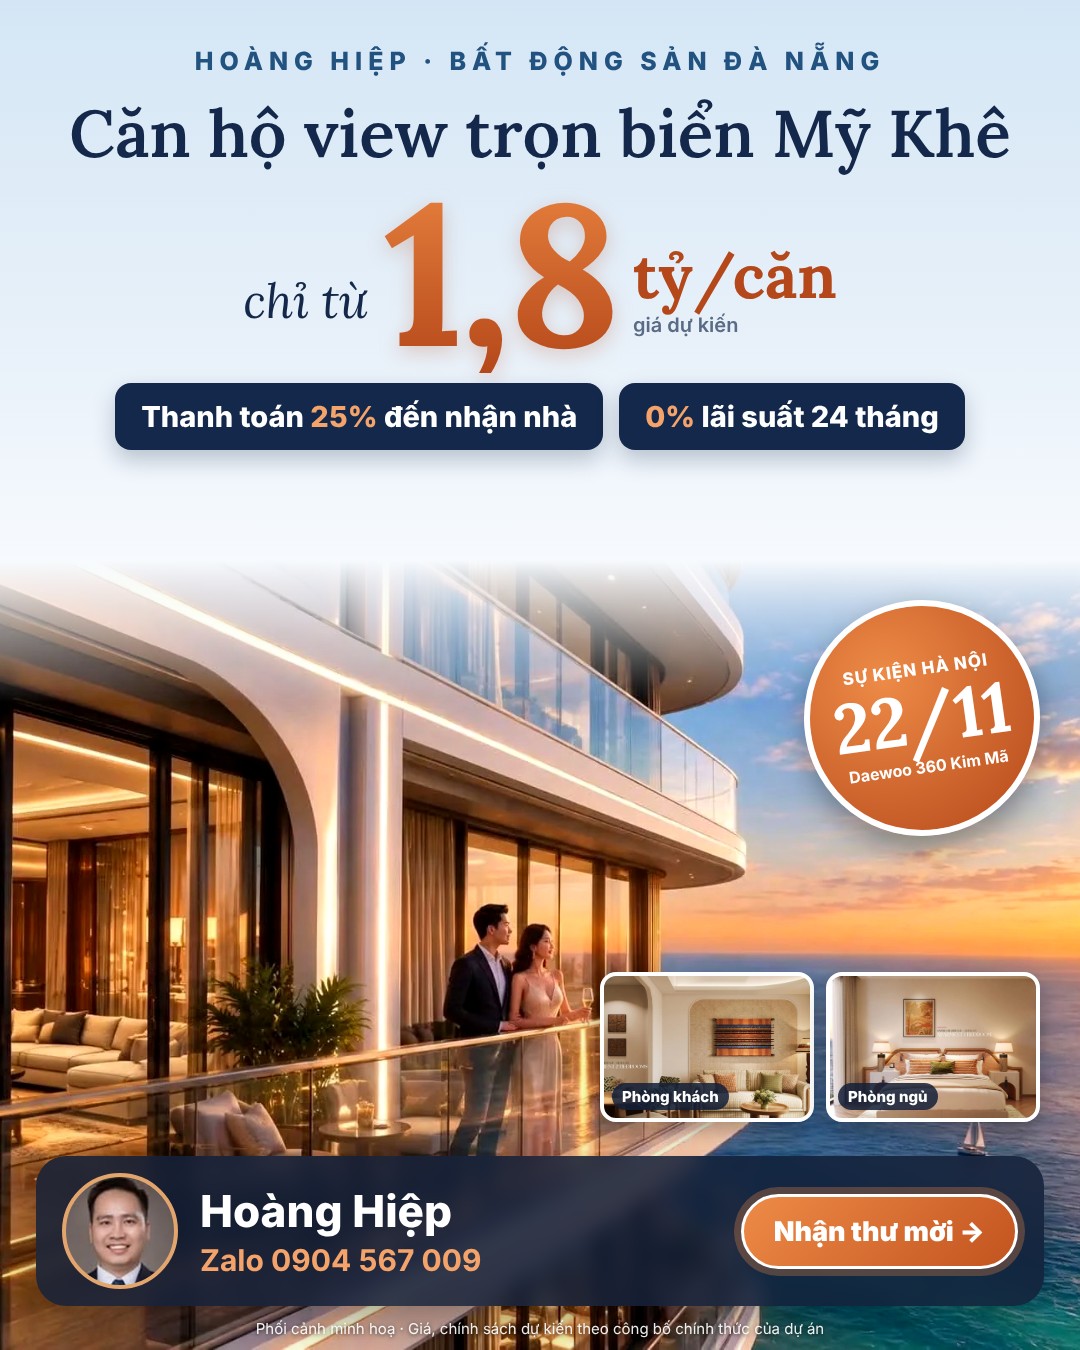 HOÀNG HIỆP · BẤT ĐỘNG SẢN ĐÀ NẴNG
Căn hộ view trọn biển Mỹ Khê
chỉ từ 1,8 tỷ/căn
giá dự kiến
Thanh toán 25% đến nhận nhà
0% lãi suất 24 tháng
SỰ KIỆN HÀ NỘI
22/11
Daewoo 360 Kim Mã
Phòng khách
Phòng ngủ
Hoàng Hiệp
Zalo 0904 567 009
Nhận thư mời →
Phối cảnh minh hoạ · Giá, chính sách dự kiến theo công bố chính thức của dự án